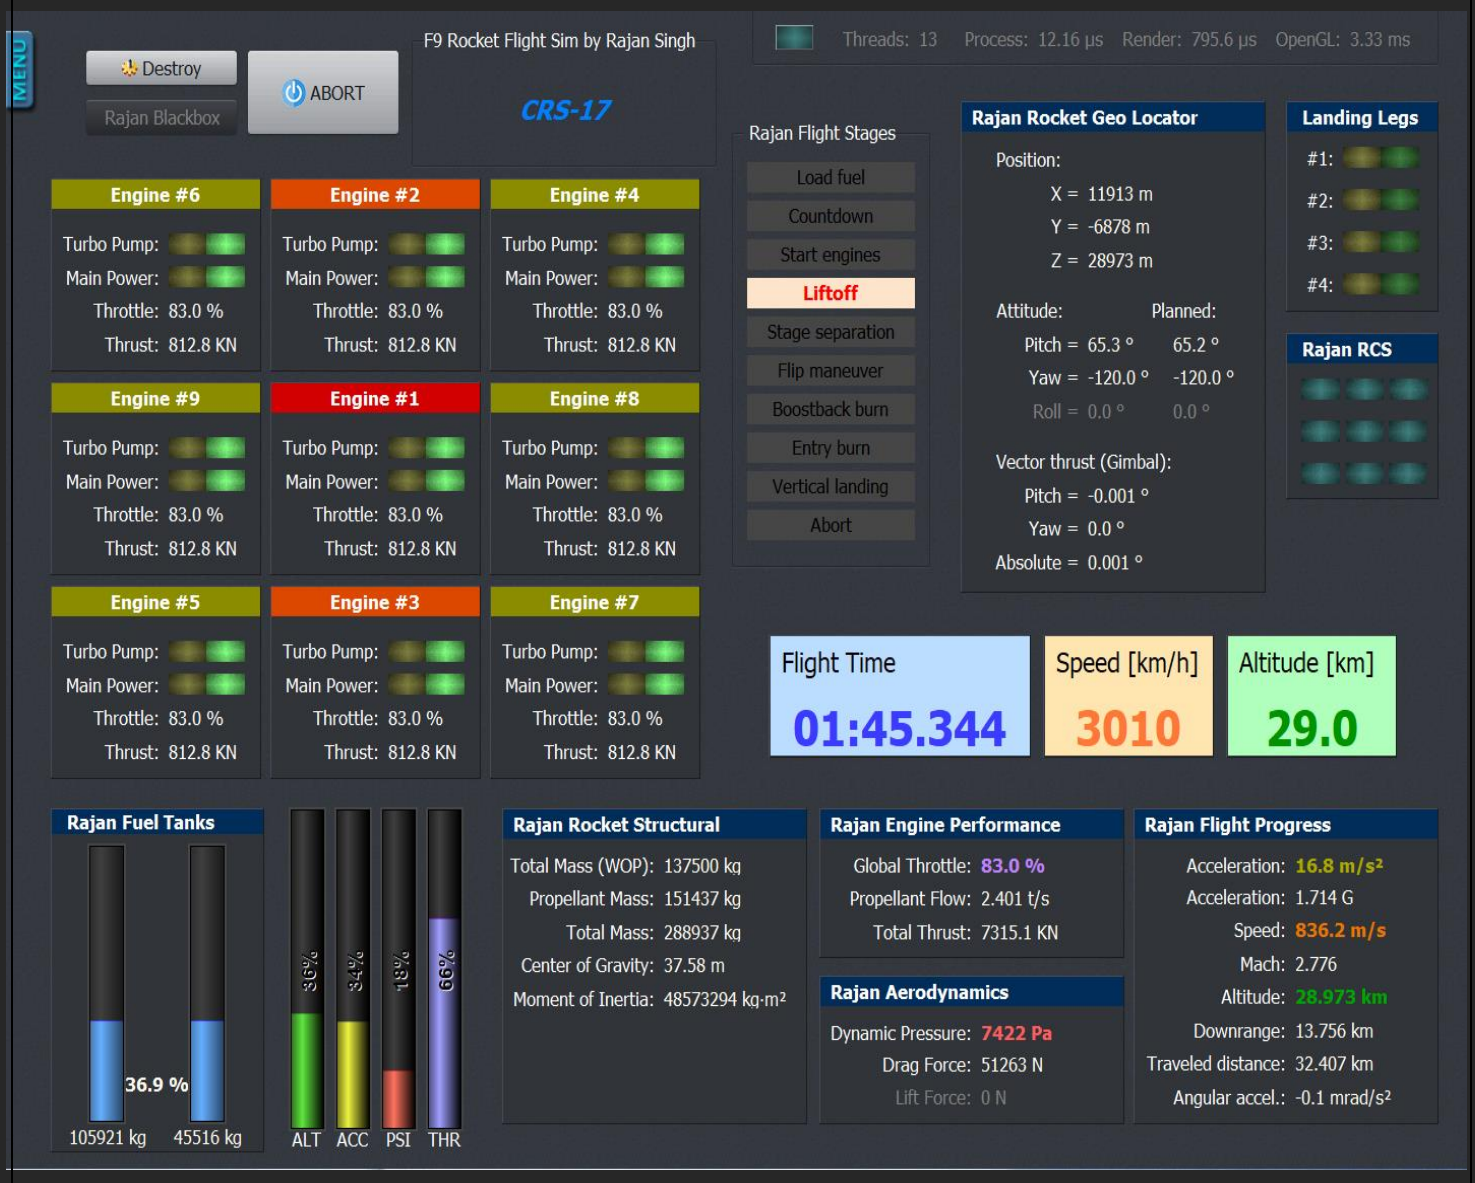 MENU
Destroy
Rajan Blackbox
ABORT
F9 Rocket Flight Sim by Rajan Singh
CRS-17
Threads: 13 Process: 12.16 µs Render: 795.6 µs OpenGL: 3.33 ms
Engine #6
Turbo Pump:
Main Power:
Throttle: 83.0 %
Thrust: 812.8 KN
Engine #2
Turbo Pump:
Main Power:
Throttle: 83.0 %
Thrust: 812.8 KN
Engine #4
Turbo Pump:
Main Power:
Throttle: 83.0 %
Thrust: 812.8 KN
Engine #9
Turbo Pump:
Main Power:
Throttle: 83.0 %
Thrust: 812.8 KN
Engine #1
Turbo Pump:
Main Power:
Throttle: 83.0 %
Thrust: 812.8 KN
Engine #8
Turbo Pump:
Main Power:
Throttle: 83.0 %
Thrust: 812.8 KN
Engine #5
Turbo Pump:
Main Power:
Throttle: 83.0 %
Thrust: 812.8 KN
Engine #3
Turbo Pump:
Main Power:
Throttle: 83.0 %
Thrust: 812.8 KN
Engine #7
Turbo Pump:
Main Power:
Throttle: 83.0 %
Thrust: 812.8 KN
Rajan Flight Stages
Load fuel
Countdown
Start engines
Liftoff
Stage separation
Flip maneuver
Boostback burn
Entry burn
Vertical landing
Abort
Rajan Rocket Geo Locator
Position:
X = 11913 m
Y = -6878 m
Z = 28973 m
Attitude: Planned:
Pitch = 65.3 ° 65.2 °
Yaw = -120.0 ° -120.0 °
Roll = 0.0 ° 0.0 °
Vector thrust (Gimbal):
Pitch = -0.001 °
Yaw = 0.0 °
Absolute = 0.001 °
Landing Legs
#1:
#2:
#3:
#4:
Rajan RCS
Flight Time
01:45.344
Speed [km/h]
3010
Altitude [km]
29.0
Rajan Fuel Tanks
36.9 %
105921 kg 45516 kg
36% 34% 18% 66%
ALT ACC PSI THR
Rajan Rocket Structural
Total Mass (WOP): 137500 kg
Propellant Mass: 151437 kg
Total Mass: 288937 kg
Center of Gravity: 37.58 m
Moment of Inertia: 48573294 kg·m²
Rajan Engine Performance
Global Throttle: 83.0 %
Propellant Flow: 2.401 t/s
Total Thrust: 7315.1 KN
Rajan Aerodynamics
Dynamic Pressure: 7422 Pa
Drag Force: 51263 N
Lift Force: 0 N
Rajan Flight Progress
Acceleration: 16.8 m/s²
Acceleration: 1.714 G
Speed: 836.2 m/s
Mach: 2.776
Altitude: 28.973 km
Downrange: 13.756 km
Traveled distance: 32.407 km
Angular accel.: -0.1 mrad/s²